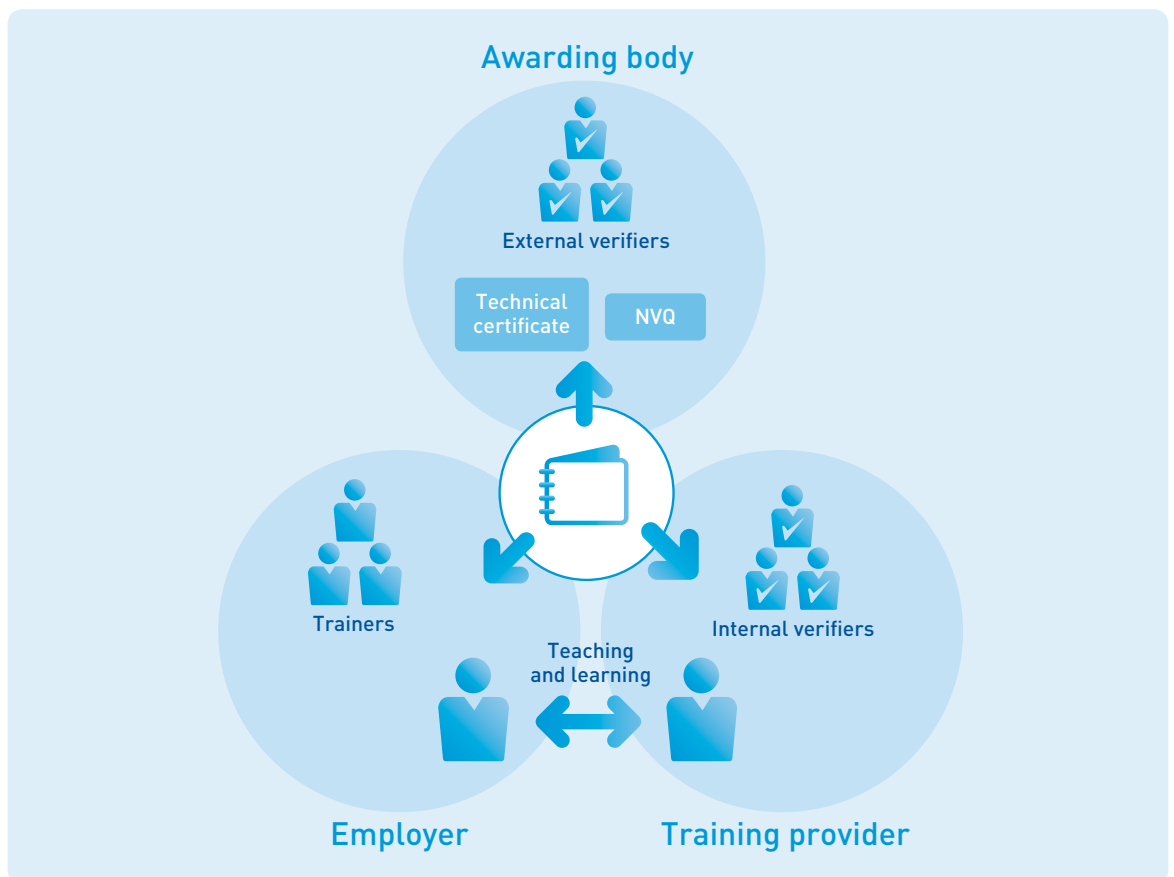 Awarding body
External verifiers
Technical
certificate
NVQ
Trainers
Internal verifiers
Teaching
and learning
Employer
Training provider